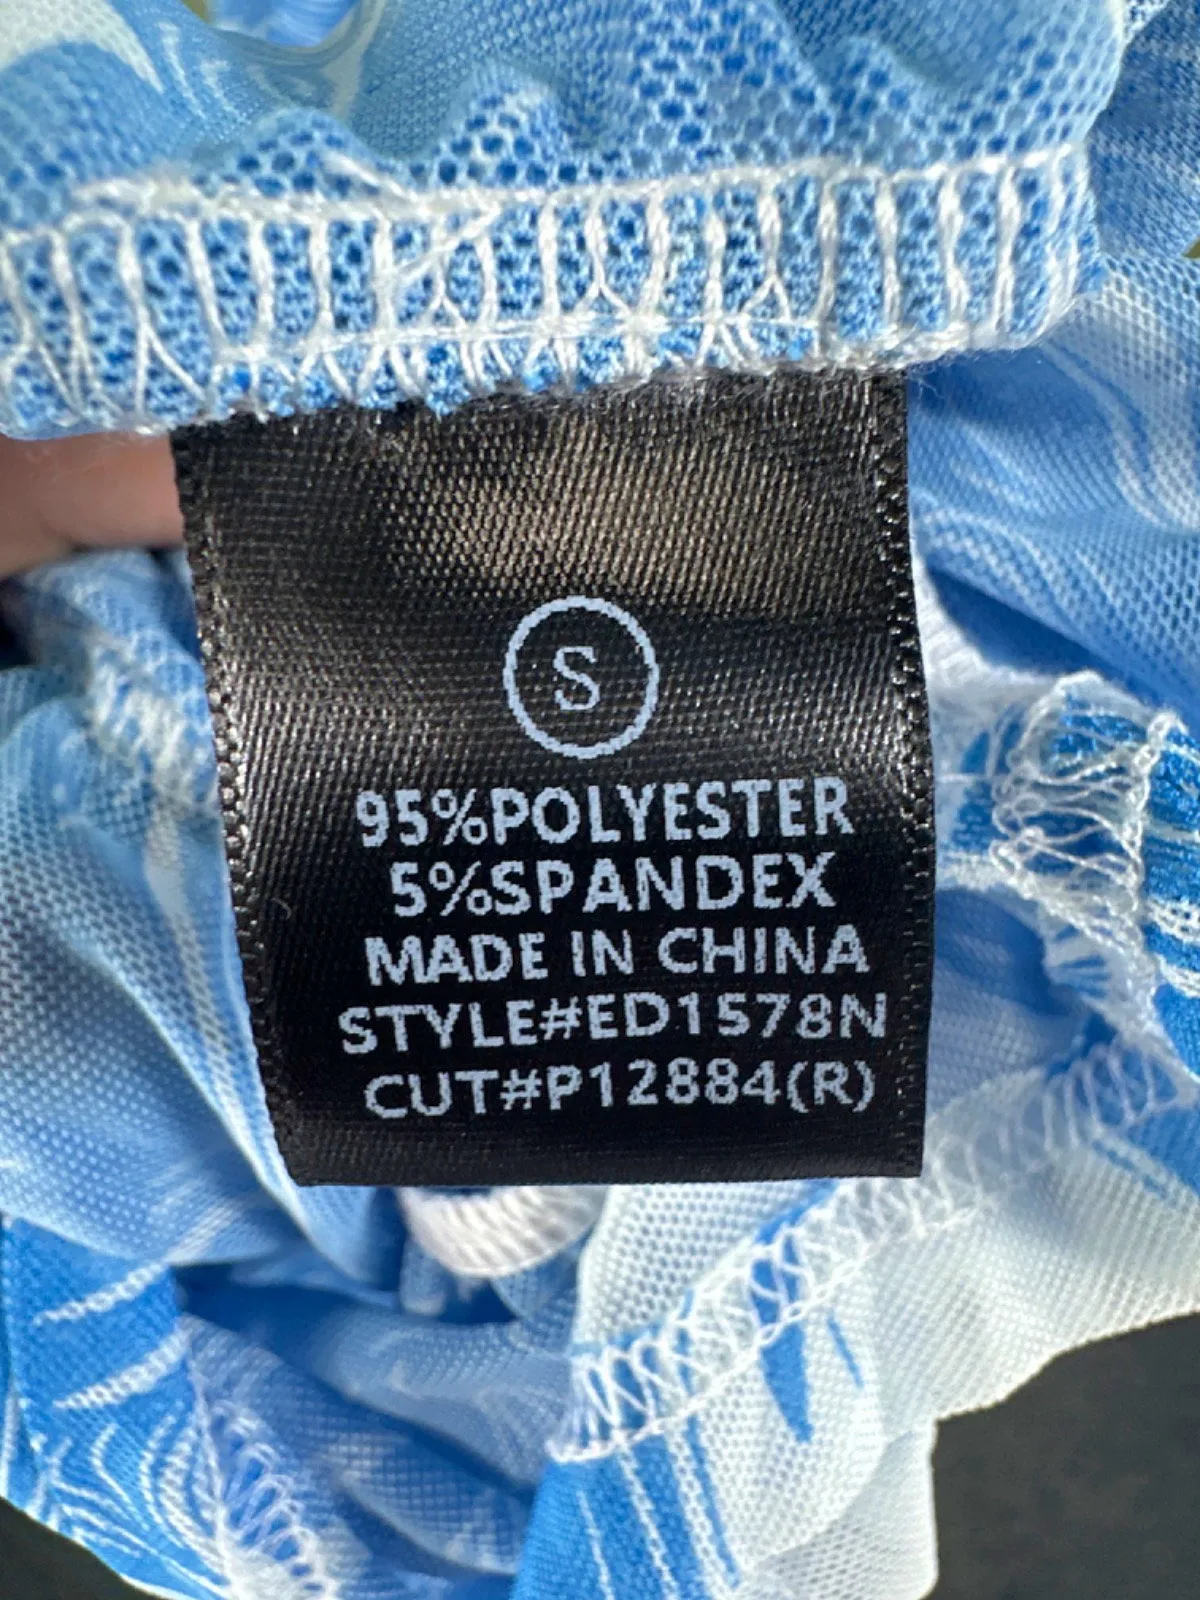 S
95%POLYESTER
5%SPANDEX
MADE IN CHINA
STYLE#ED1578N
CUT#P12884(R)